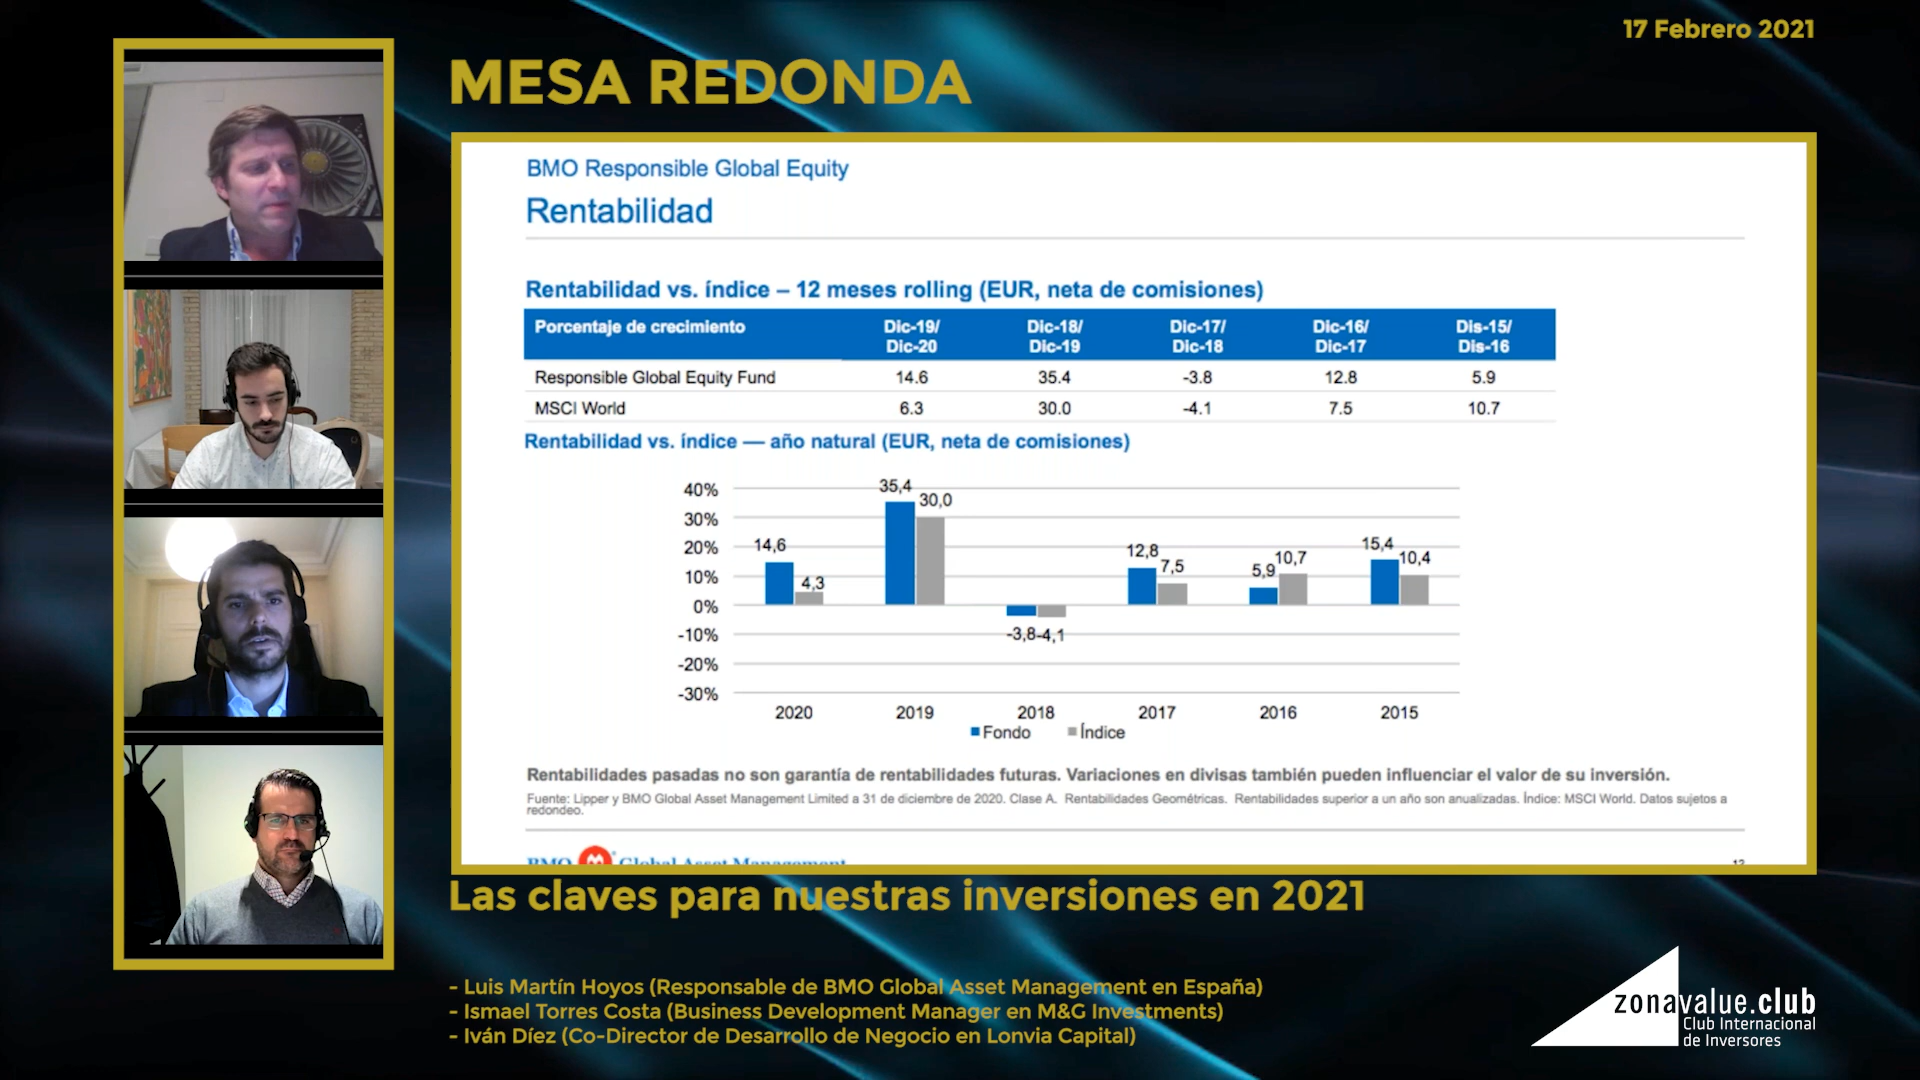 17 Febrero 2021
MESA REDONDA
BMO Responsible Global Equity
Rentabilidad
Rentabilidad vs. índice – 12 meses rolling (EUR, neta de comisiones)
Porcentaje de crecimiento Dic-19/ Dic-18/ Dic-17/ Dic-16/ Dis-15/
Dic-20 Dic-19 Dic-18 Dic-17 Dis-16
Responsible Global Equity Fund 14.6 35.4 -3.8 12.8 5.9
MSCI World 6.3 30.0 -4.1 7.5 10.7
Rentabilidad vs. índice — año natural (EUR, neta de comisiones)
40%
30%
20%
10%
0%
-10%
-20%
-30%
14,6 4,3
35,4 30,0
-3,8 -4,1
12,8 7,5
5,9 10,7
15,4 10,4
2020 2019 2018 2017 2016 2015
Fondo Índice
Rentabilidades pasadas no son garantía de rentabilidades futuras. Variaciones en divisas también pueden influenciar el valor de su inversión.
Fuente: Lipper y BMO Global Asset Management Limited a 31 de diciembre de 2020. Clase A. Rentabilidades Geométricas. Rentabilidades superior a un año son anualizadas. Índice: MSCI World. Datos sujetos a
redondeo.
BMO Global Asset Management
Las claves para nuestras inversiones en 2021
- Luis Martín Hoyos (Responsable de BMO Global Asset Management en España)
- Ismael Torres Costa (Business Development Manager en M&G Investments)
- Iván Díez (Co-Director de Desarrollo de Negocio en Lonvia Capital)
zonavalue.club
Club Internacional
de Inversores